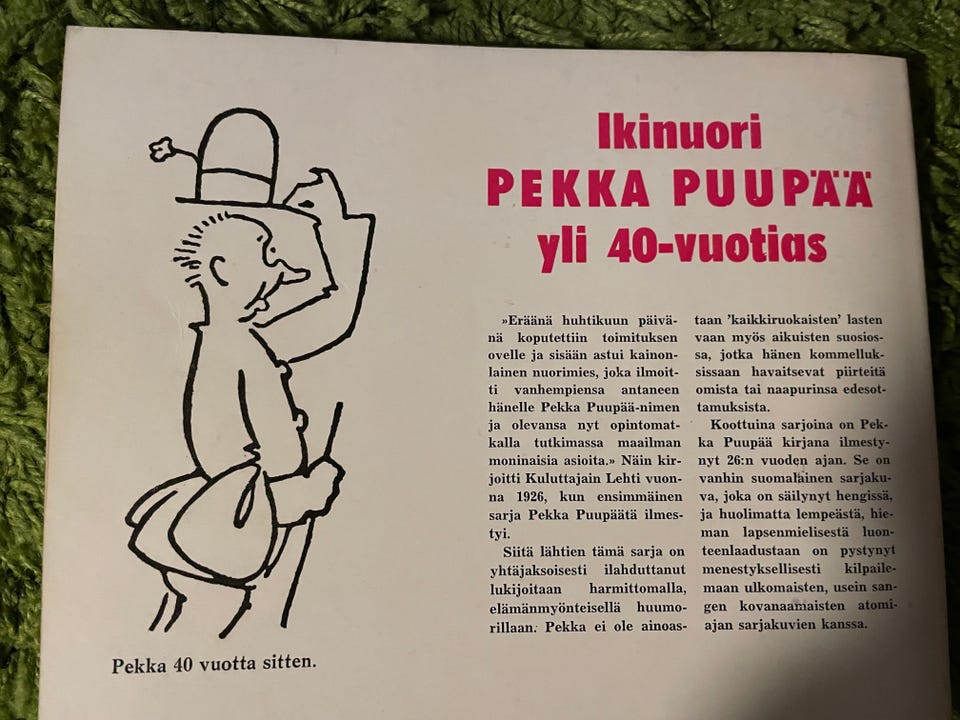 Ikinuori
PEKKA PUUPÄÄ
yli 40-vuotias
»Eräänä huhtikuun päivä-
nä koputettiin toimituksen
ovelle ja sisään astui kainon-
lainen nuorimies, joka ilmoit-
ti vanhempiensa antaneen
hänelle Pekka Puupää-nimen
ja olevansa nyt opintomat-
kalla tutkimassa maailman
moninaisia asioita.» Näin kir-
joitti Kuluttajain Lehti vuon-
na 1926, kun ensimmäinen
sarja Pekka Puupäätä ilmes-
tyi.
Siitä lähtien tämä sarja on
yhtäjaksoisesti ilahduttanut
lukijoitaan harmittomalla,
elämänmyönteisellä huumo-
rillaan. Pekka ei ole ainoas-
taan 'kaikkiruokaisten' lasten
vaan myös aikuisten suosios-
sa, jotka hänen kommelluk-
sissaan havaitsevat piirteitä
omista tai naapurinsa edesot-
tamuksista.
Koottuina sarjoina on Pek-
ka Puupää kirjana ilmesty-
nyt 26:n vuoden ajan. Se on
vanhin suomalainen sarjaku-
va, joka on säilynyt hengissä,
ja huolimatta lempeästä, hie-
man lapsenmielisestä luon-
teenlaadustaan on pystynyt
menestyksellisesti kilpaile-
maan ulkomaisten, usein san-
gen kovanaamaisten atomi-
ajan sarjakuvien kanssa.
Pekka 40 vuotta sitten.